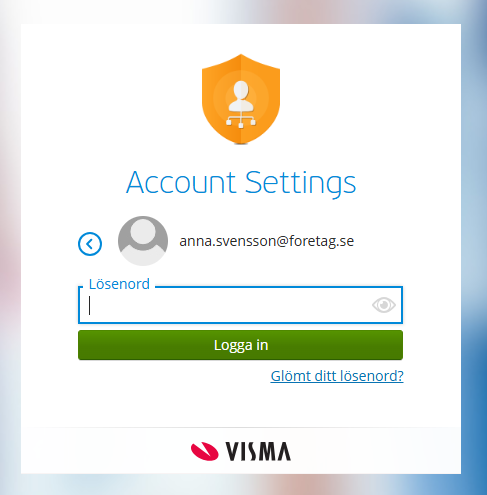 Account Settings
anna.svensson@foretag.se
Lösenord
Logga in
Glömt ditt lösenord?
VISMA